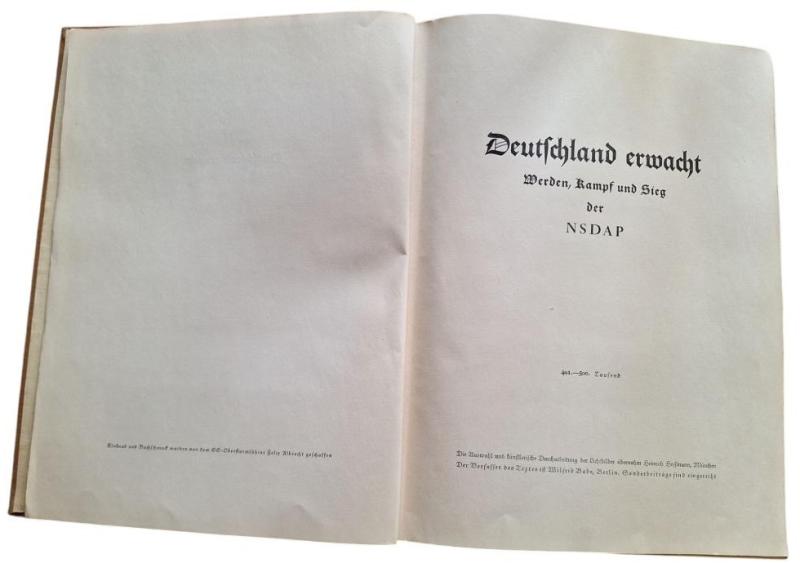 Einband und Buchschmuck wurden von dem SS-Obersturmführer Felix Albrecht geschaffen
Deutschland erwacht
Werden, Kampf und Sieg
der
NSDAP
401.—500. Tausend
Die Auswahl und künstlerische Durcharbeitung der Lichtbilder übernahm Heinrich Hoffmann, München
Der Verfasser des Textes ist Wilfrid Bade, Berlin. Sonderbeiträge sind eingereiht